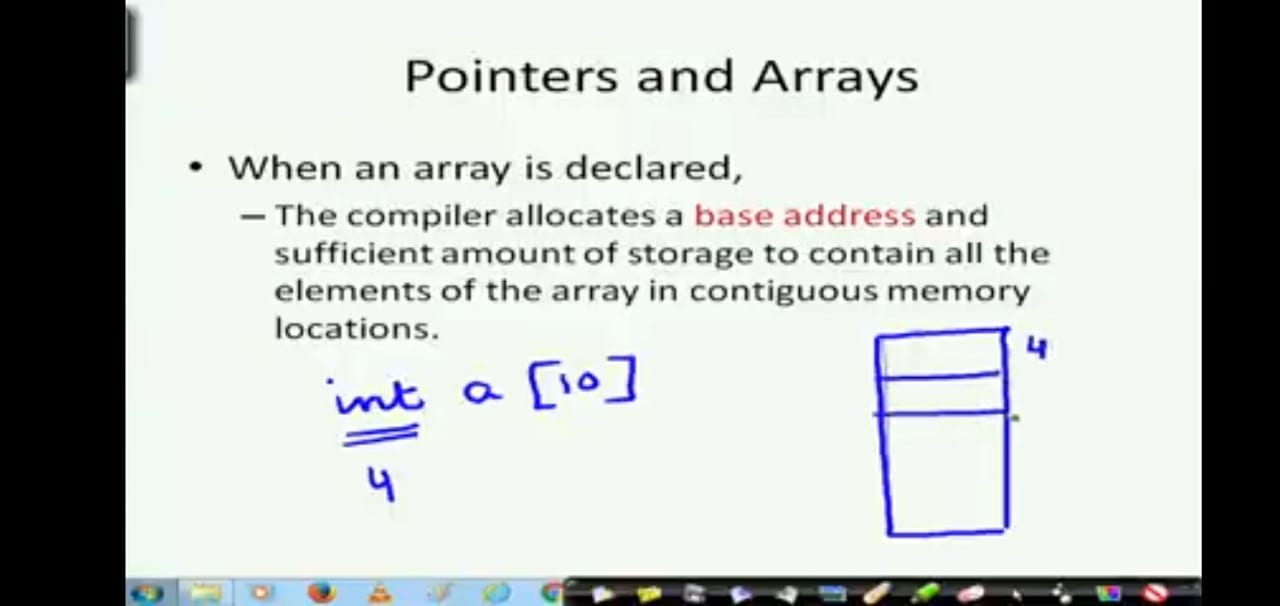 Pointers and Arrays
• When an array is declared,
– The compiler allocates a base address and
sufficient amount of storage to contain all the
elements of the array in contiguous memory
locations.
int a [10]
4
4